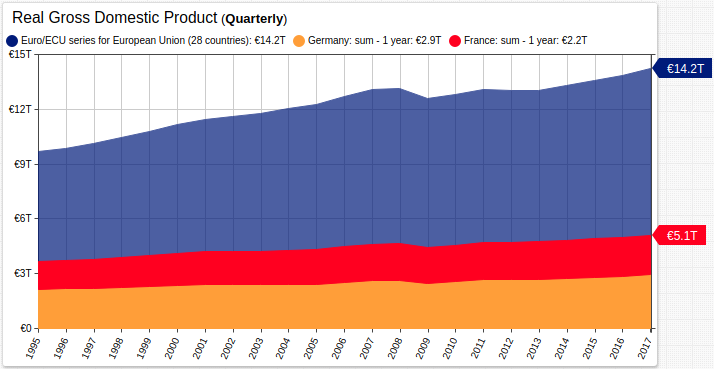 Real Gross Domestic Product (Quarterly)
Euro/ECU series for European Union (28 countries): €14.2T Germany: sum - 1 year: €2.9T France: sum - 1 year: €2.2T
€15T
€14.2T
€12T
€9T
€6T
€5.1T
€3T
€0
1995 1996 1997 1998 1999 2000 2001 2002 2003 2004 2005 2006 2007 2008 2009 2010 2011 2012 2013 2014 2015 2016 2017